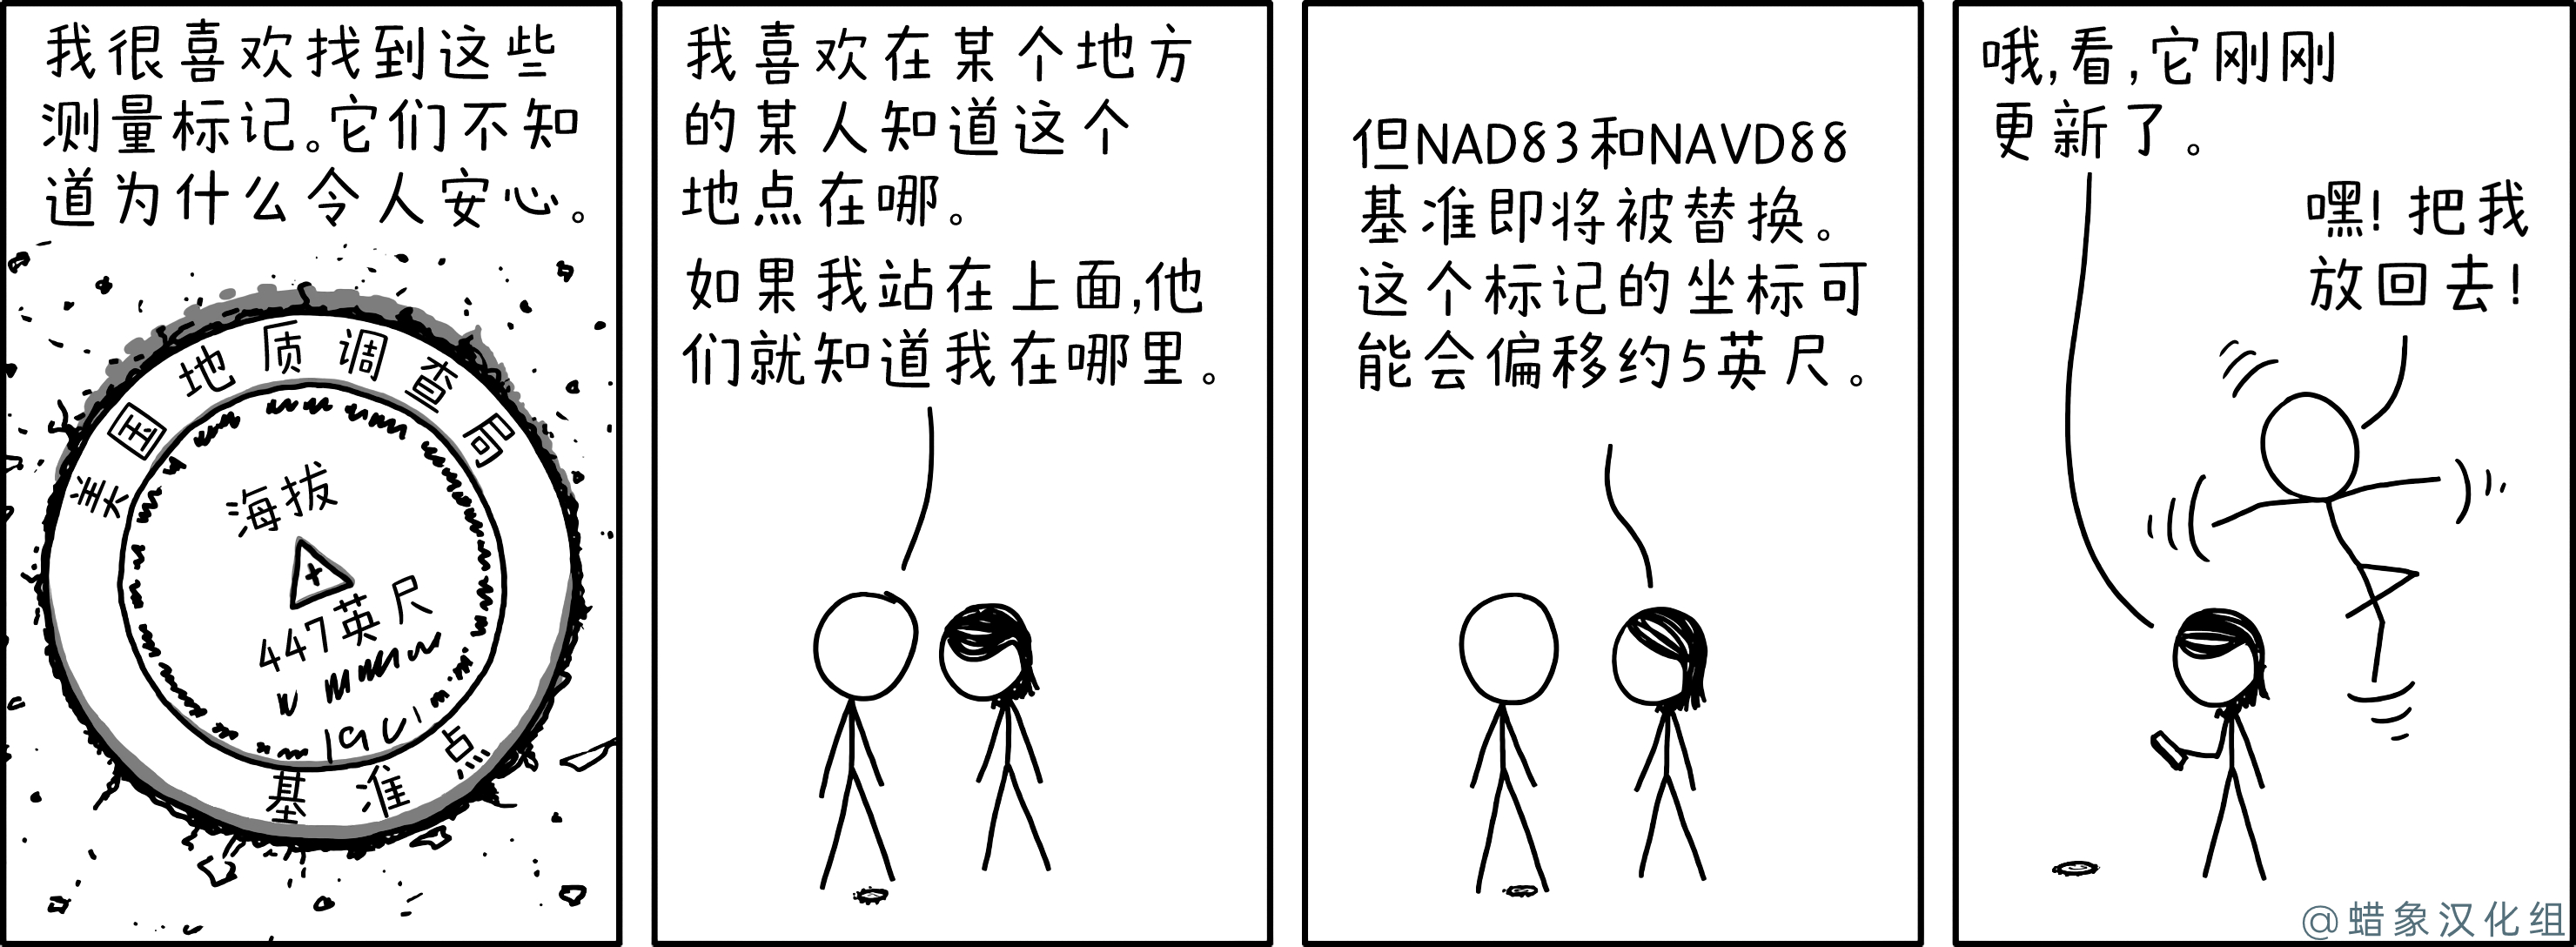 我很喜欢找到这些
测量标记。它们不知
道为什么令人安心。
美国地质调查局
海拔
447英尺
基准点
我喜欢在某个地方
的某人知道这个
地点在哪。
如果我站在上面,他
们就知道我在哪里。
但NAD83和NAVD88
基准即将被替换。
这个标记的坐标可
能会偏移约5英尺。
哦,看,它刚刚
更新了。
嘿!把我
放回去!
@蜡象汉化组